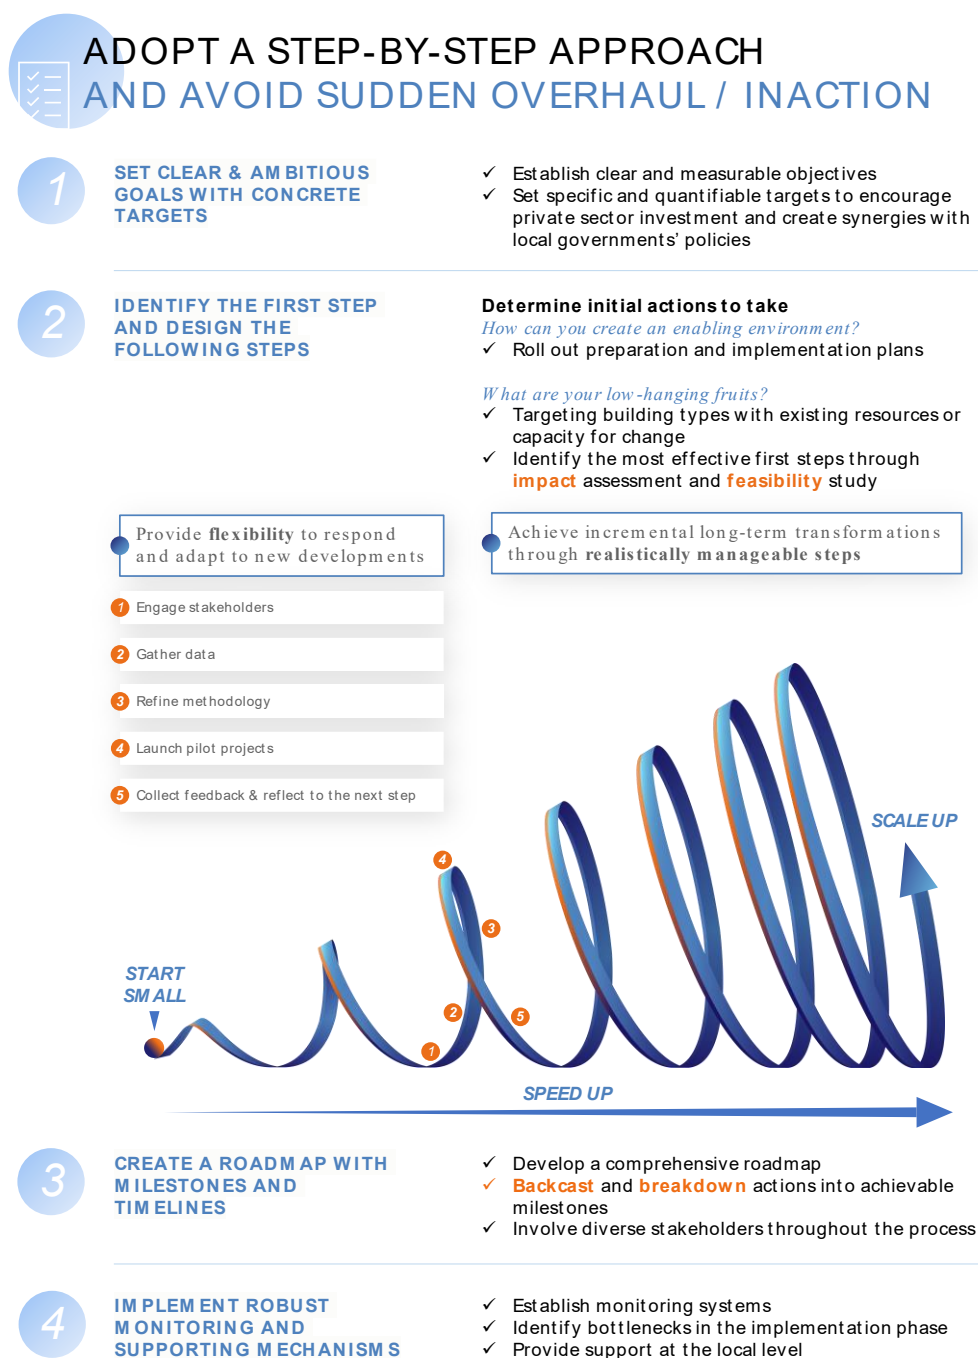 ADOPT A STEP-BY-STEP APPROACH
AND AVOID SUDDEN OVERHAUL / INACTION
1
SET CLEAR & AMBITIOUS
GOALS WITH CONCRETE
TARGETS
✓ Establish clear and measurable objectives
✓ Set specific and quantifiable targets to encourage
private sector investment and create synergies with
local governments’ policies
2
IDENTIFY THE FIRST STEP
AND DESIGN THE
FOLLOWING STEPS
Determine initial actions to take
How can you create an enabling environment?
✓ Roll out preparation and implementation plans
What are your low-hanging fruits?
✓ Targeting building types with existing resources or
capacity for change
✓ Identify the most effective first steps through
impact assessment and feasibility study
Provide flexibility to respond
and adapt to new developments
1 Engage stakeholders
2 Gather data
3 Refine methodology
4 Launch pilot projects
5 Collect feedback & reflect to the next step
Achieve incremental long-term transformations
through realistically manageable steps
SCALE UP
4
3
START
SMALL
2
5
1
SPEED UP
3
CREATE A ROADMAP WITH
MILESTONES AND
TIMELINES
✓ Develop a comprehensive roadmap
✓ Backcast and breakdown actions into achievable
milestones
✓ Involve diverse stakeholders throughout the process
4
IMPLEMENT ROBUST
MONITORING AND
SUPPORTING MECHANISMS
✓ Establish monitoring systems
✓ Identify bottlenecks in the implementation phase
✓ Provide support at the local level